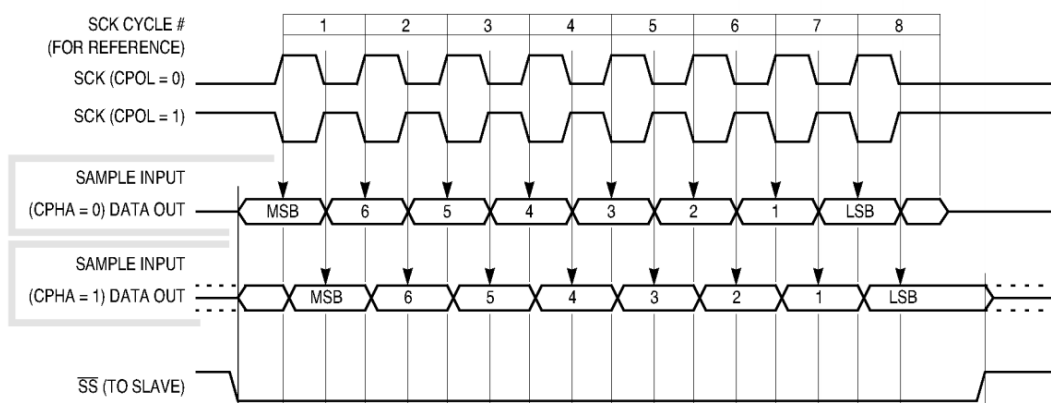 SCK CYCLE #
(FOR REFERENCE)
1 2 3 4 5 6 7 8
SCK (CPOL = 0)
SCK (CPOL = 1)
SAMPLE INPUT
(CPHA = 0) DATA OUT
MSB 6 5 4 3 2 1 LSB
SAMPLE INPUT
(CPHA = 1) DATA OUT
MSB 6 5 4 3 2 1 LSB
SS (TO SLAVE)